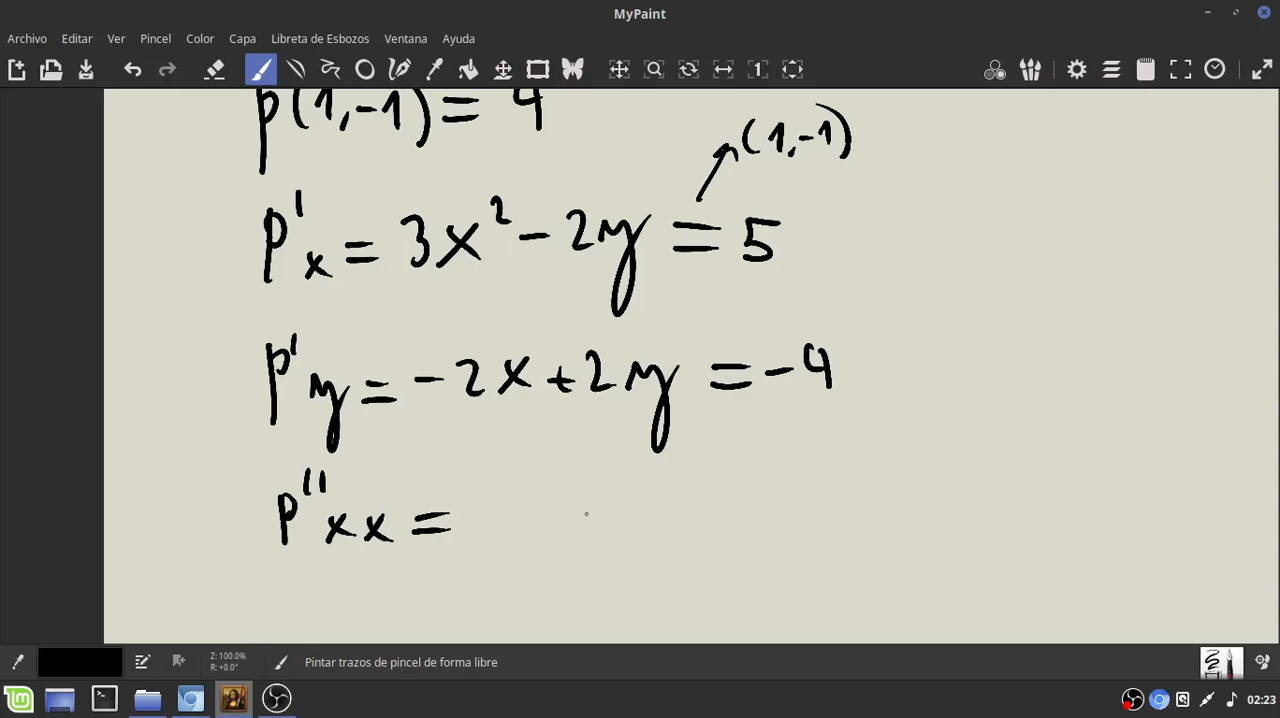 MyPaint
Archivo Editar Ver Pincel Color Capa Libreta de Esbozos Ventana Ayuda
p(1,-1) = 4
(1,-1)
P'x = 3x² - 2y = 5
P'y = -2x + 2y = -4
P''xx =
Z: 100.0%
R: +0.0°
Pintar trazos de pincel de forma libre
02:23